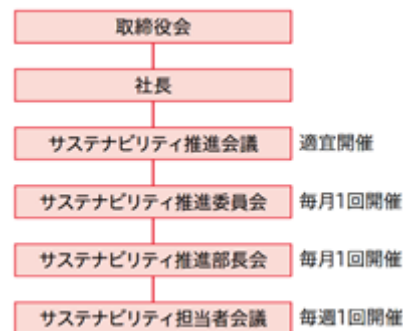 取締役会
社長
サステナビリティ推進会議 適宜開催
サステナビリティ推進委員会 毎月1回開催
サステナビリティ推進部長会 毎月1回開催
サステナビリティ担当者会議 毎週1回開催